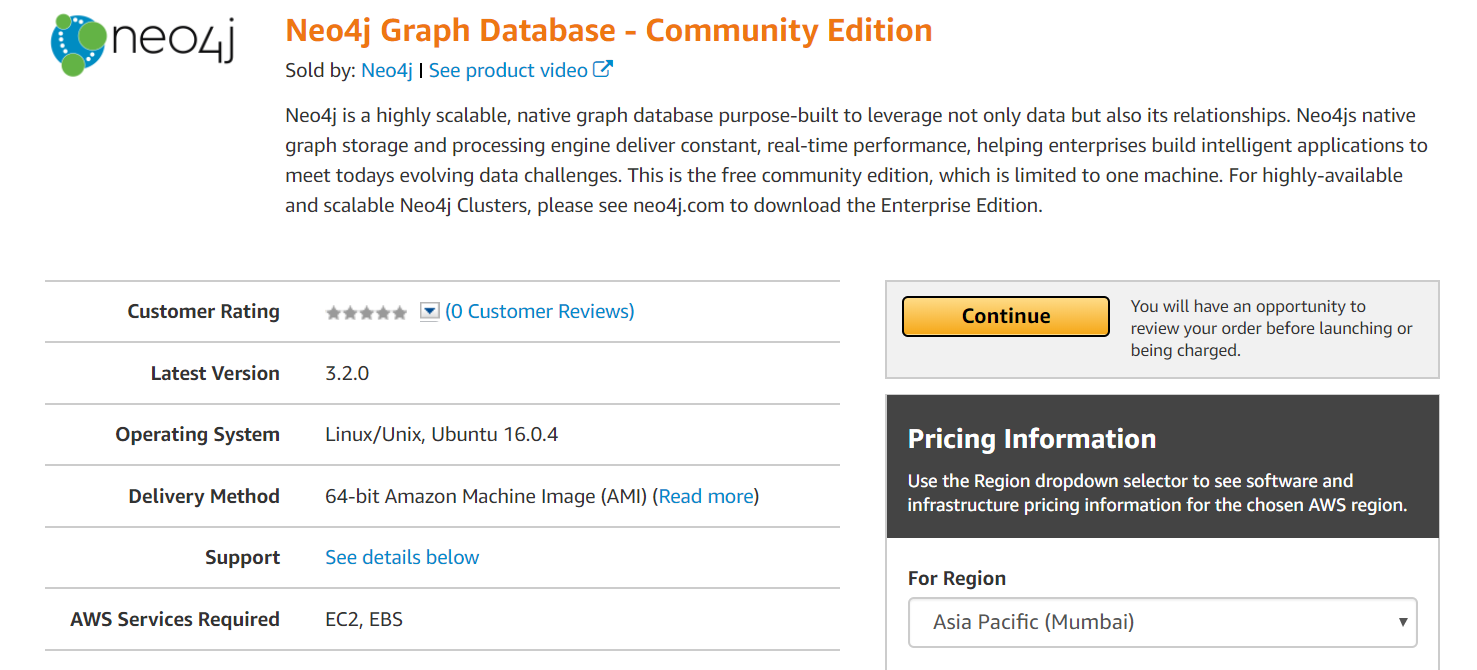 neo4j
Neo4j Graph Database - Community Edition
Sold by: Neo4j | See product video
Neo4j is a highly scalable, native graph database purpose-built to leverage not only data but also its relationships. Neo4js native
graph storage and processing engine deliver constant, real-time performance, helping enterprises build intelligent applications to
meet todays evolving data challenges. This is the free community edition, which is limited to one machine. For highly-available
and scalable Neo4j Clusters, please see neo4j.com to download the Enterprise Edition.
Customer Rating (0 Customer Reviews)
Latest Version 3.2.0
Operating System Linux/Unix, Ubuntu 16.0.4
Delivery Method 64-bit Amazon Machine Image (AMI) (Read more)
Support See details below
AWS Services Required EC2, EBS
Continue
You will have an opportunity to
review your order before launching or
being charged.
Pricing Information
Use the Region dropdown selector to see software and
infrastructure pricing information for the chosen AWS region.
For Region
Asia Pacific (Mumbai)